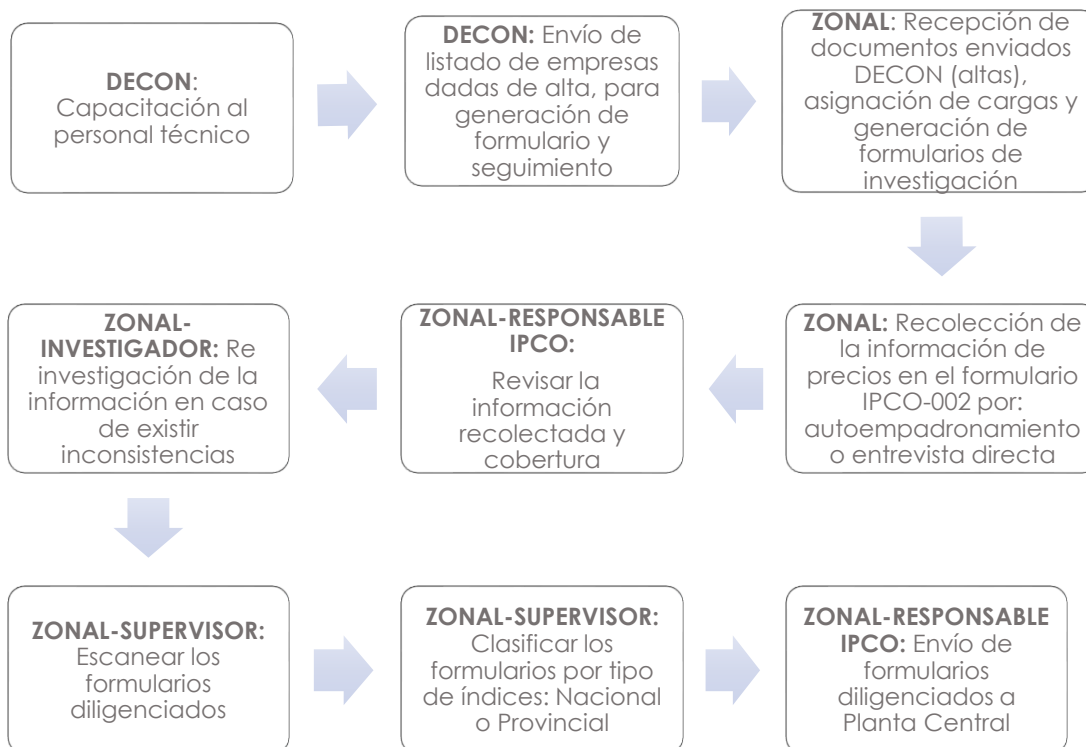 DECON:
Capacitación al
personal técnico
DECON: Envío de
listado de empresas
dadas de alta, para
generación de
formulario y
seguimiento
ZONAL: Recepción de
documentos enviados
DECON (altas),
asignación de cargas y
generación de
formularios de
investigación
ZONAL: Recolección de
la información de
precios en el formulario
IPCO-002 por:
autoempadronamiento
o entrevista directa
ZONAL-RESPONSABLE
IPCO:
Revisar la
información
recolectada y
cobertura
ZONAL-
INVESTIGADOR: Re
investigación de la
información en caso
de existir
inconsistencias
ZONAL-SUPERVISOR:
Escanear los
formularios
diligenciados
ZONAL-SUPERVISOR:
Clasificar los
formularios por tipo
de índices: Nacional
o Provincial
ZONAL-RESPONSABLE
IPCO: Envío de
formularios
diligenciados a
Planta Central